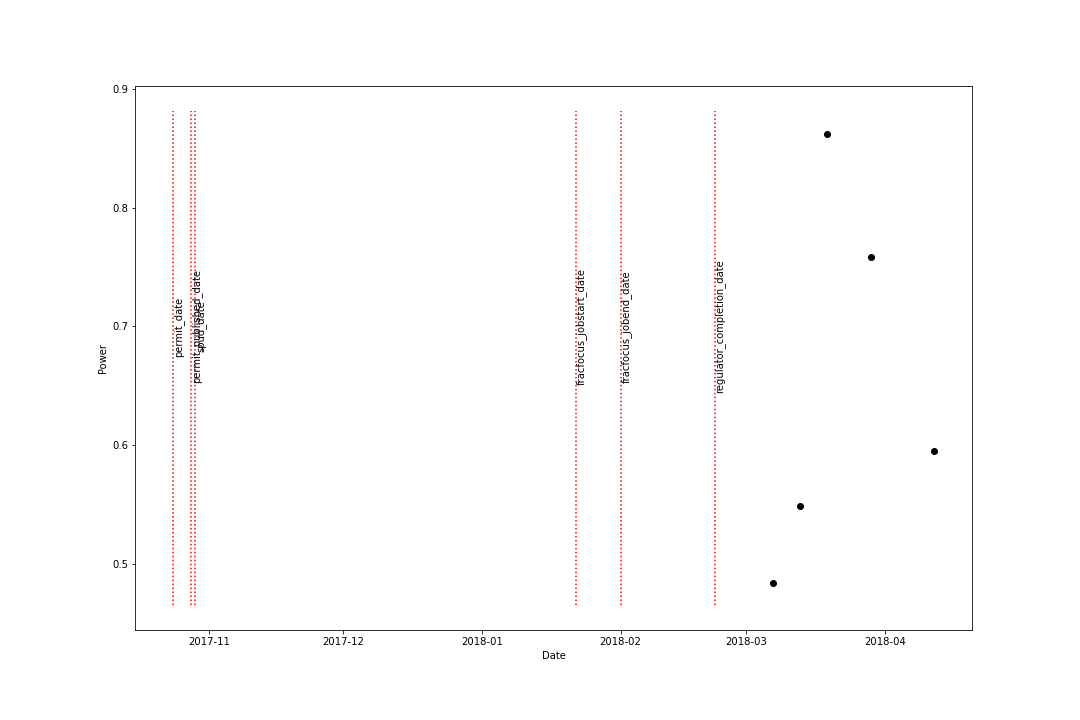 0.9
0.8
0.7
0.6
0.5
Power
permit_date
permit_published_date
spud_date
fracfocus_jobstart_date
fracfocus_jobend_date
regulator_completion_date
2017-11
2017-12
2018-01
2018-02
2018-03
2018-04
Date